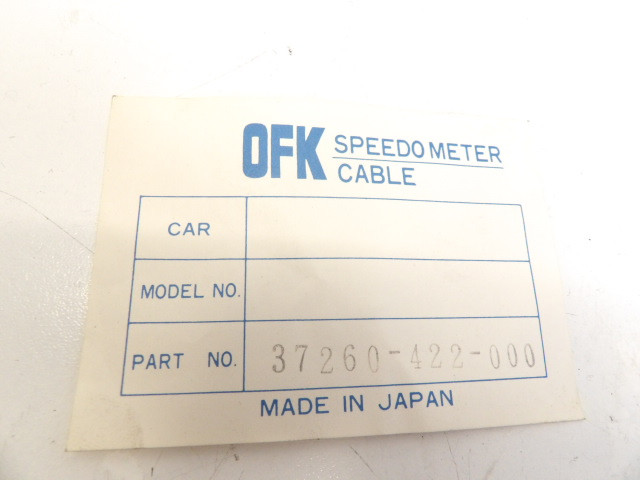 OFK SPEEDO METER
CABLE
CAR
MODEL NO.
PART NO. 37260-422-000
MADE IN JAPAN